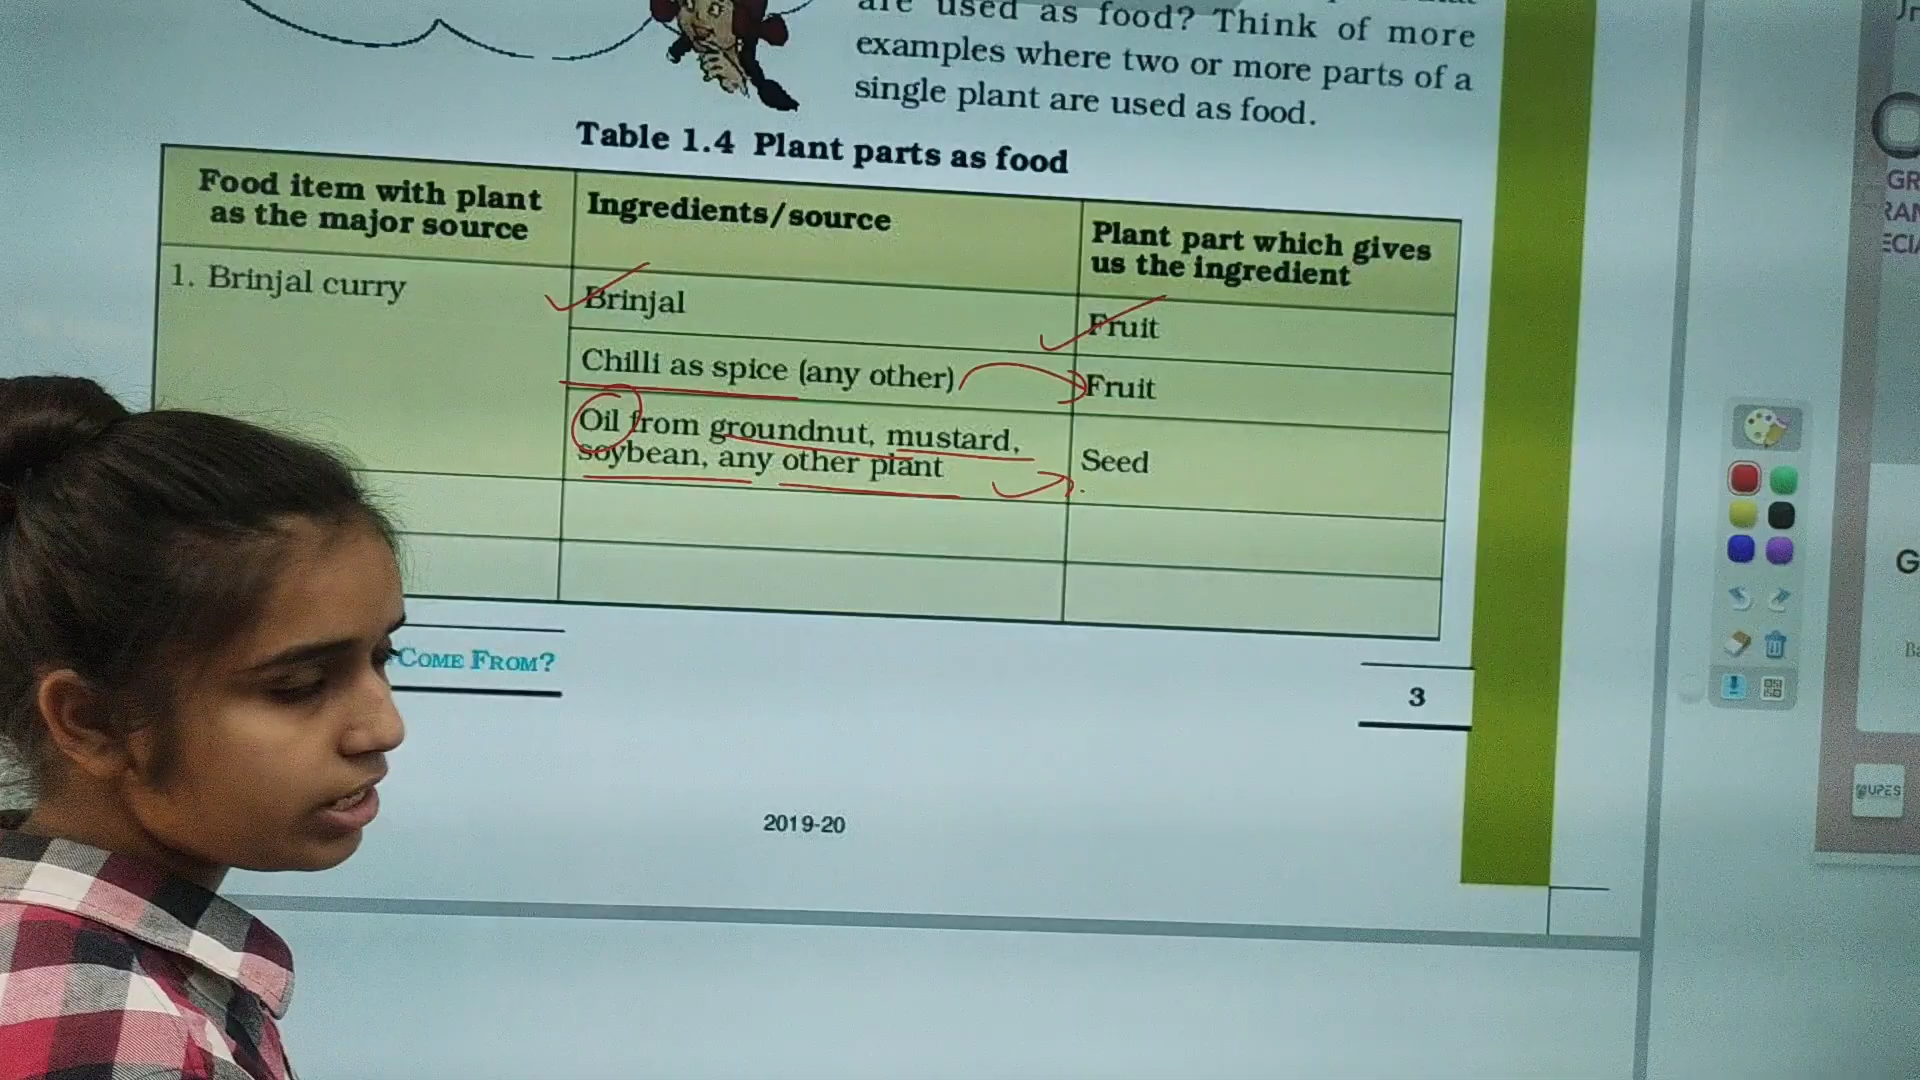 are used as food? Think of more
examples where two or more parts of a
single plant are used as food.
Table 1.4 Plant parts as food
Food item with plant
as the major source
Ingredients/source
Plant part which gives
us the ingredient
1. Brinjal curry
Brinjal
Fruit
Chilli as spice (any other)
Fruit
Oil from groundnut, mustard,
soybean, any other plant
Seed
COME FROM?
3
2019-20
UPES